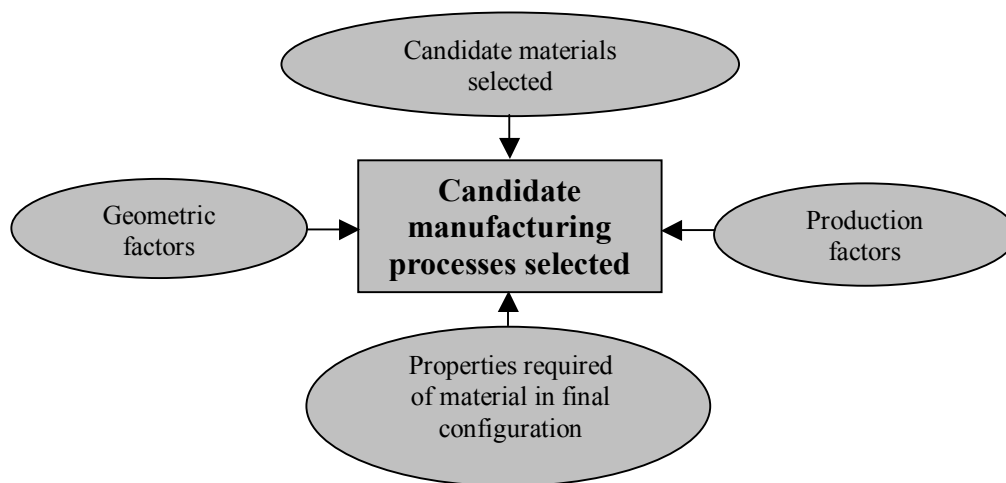 Candidate materials
selected
Geometric
factors
Candidate
manufacturing
processes selected
Production
factors
Properties required
of material in final
configuration